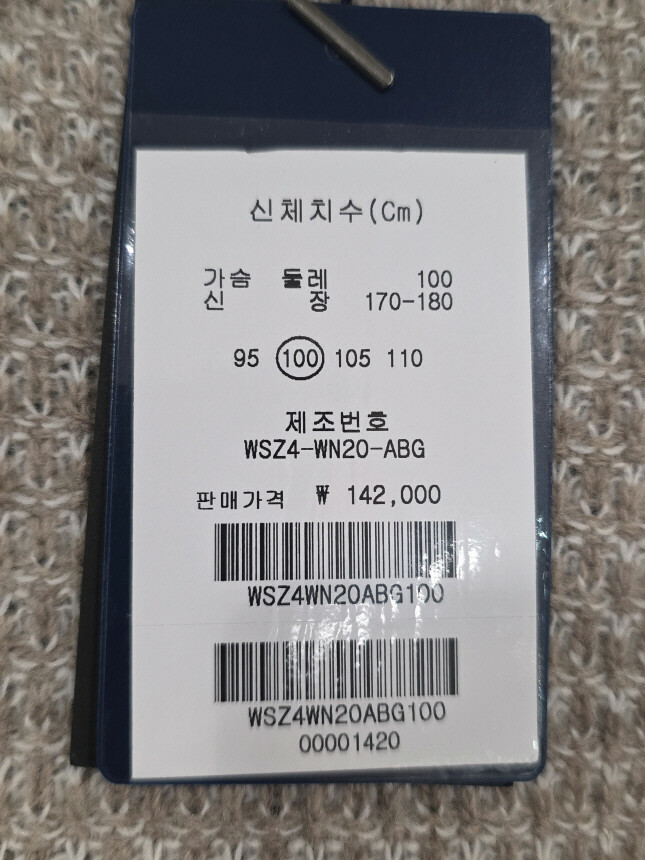 신체치수(Cm)
가슴 둘레 100
신 장 170-180
95 100 105 110
제조번호
WSZ4-WN20-ABG
판매가격 ₩ 142,000
WSZ4WN20ABG100
WSZ4WN20ABG100
00001420